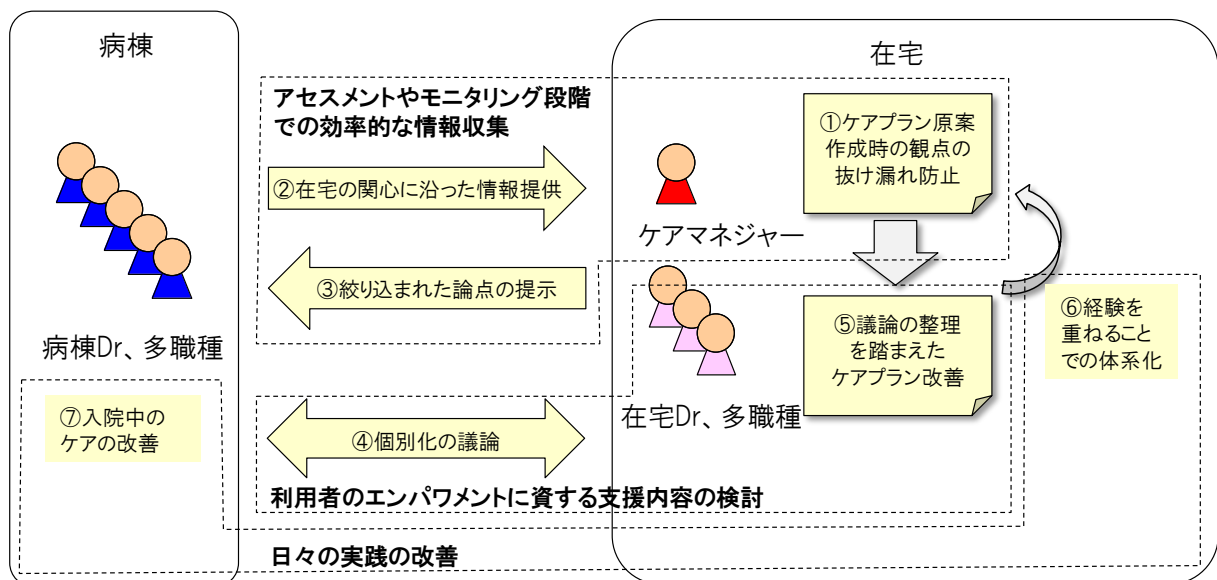 病棟
在宅
アセスメントやモニタリング段階
での効率的な情報収集
①ケアプラン原案
作成時の観点の
抜け漏れ防止
②在宅の関心に沿った情報提供
ケアマネジャー
③絞り込まれた論点の提示
病棟Dr、多職種
⑤議論の整理
を踏まえた
ケアプラン改善
⑥経験を
重ねること
での体系化
⑦入院中の
ケアの改善
④個別化の議論
在宅Dr、多職種
利用者のエンパワメントに資する支援内容の検討
日々の実践の改善